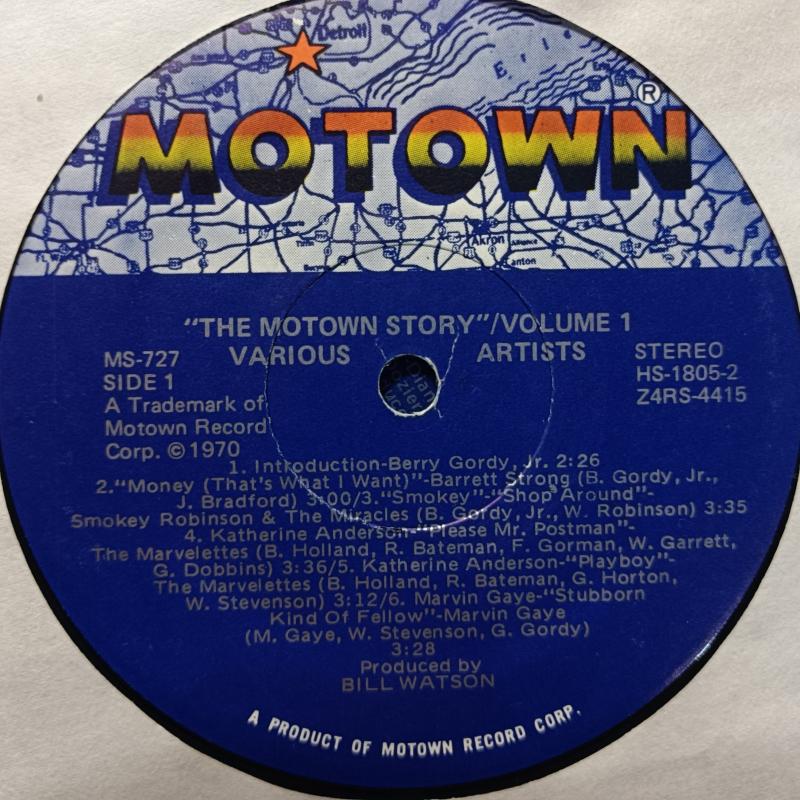 Detroit
Erie
MOTOWN®
Akron Alliance
Canton
"THE MOTOWN STORY"/VOLUME 1
VARIOUS ARTISTS
MS-727
SIDE 1
A Trademark of
Motown Record
Corp. ©1970
STEREO
HS-1805-2
Z4RS-4415
1. Introduction-Berry Gordy, Jr. 2:26
2."Money (That's What I Want)"-Barrett Strong (B. Gordy, Jr.,
J. Bradford) 3:00/3."Smokey"-"Shop Around"-
Smokey Robinson & The Miracles (B. Gordy, Jr., W. Robinson) 3:35
4. Katherine Anderson-"Please Mr. Postman"-
The Marvelettes (B. Holland, R. Bateman, F. Gorman, W. Garrett,
G. Dobbins) 3:36/5. Katherine Anderson-"Playboy"-
The Marvelettes (B. Holland, R. Bateman, G. Horton,
W. Stevenson) 3:12/6. Marvin Gaye-"Stubborn
Kind Of Fellow"-Marvin Gaye
(M. Gaye, W. Stevenson, G. Gordy)
3:28
Produced by
BILL WATSON
A PRODUCT OF MOTOWN RECORD CORP.